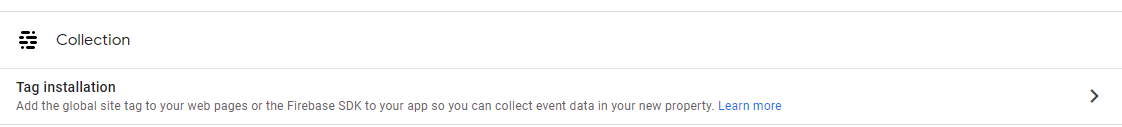 Collection
Tag installation
Add the global site tag to your web pages or the Firebase SDK to your app so you can collect event data in your new property. Learn more